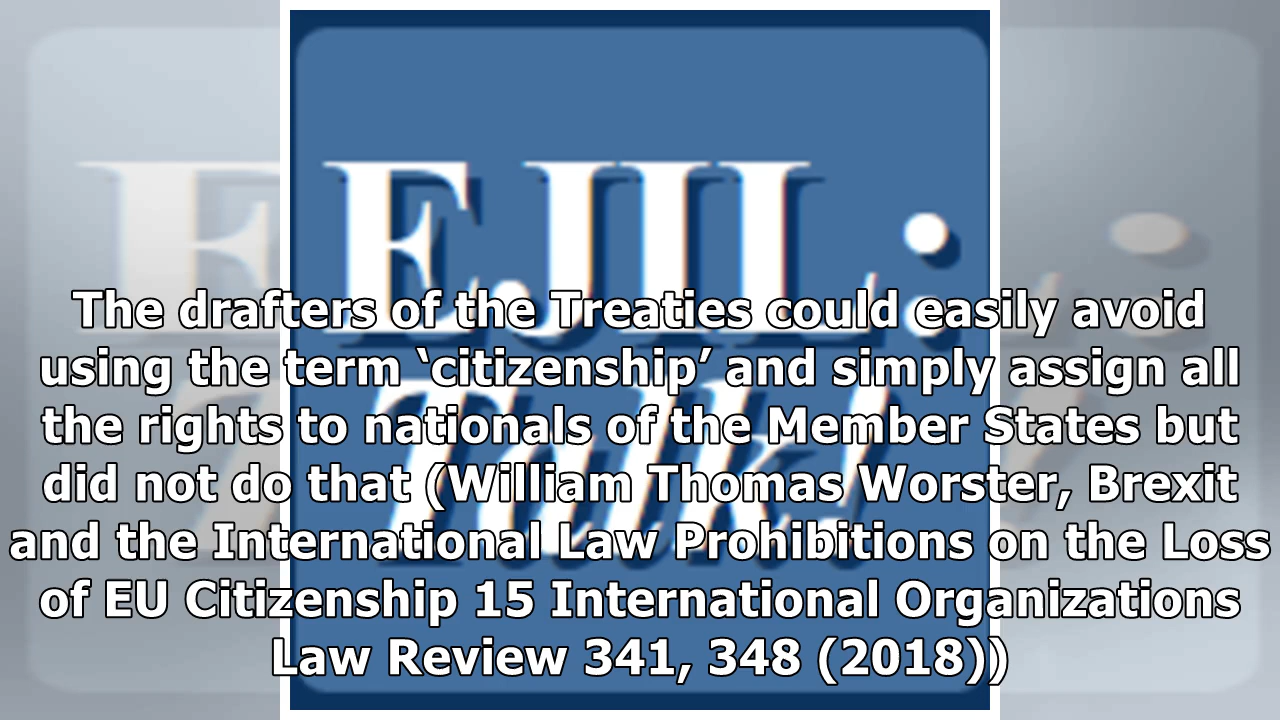 EJIL:
Talk!
The drafters of the Treaties could easily avoid
using the term ‘citizenship’ and simply assign all
the rights to nationals of the Member States but
did not do that (William Thomas Worster, Brexit
and the International Law Prohibitions on the Loss
of EU Citizenship 15 International Organizations
Law Review 341, 348 (2018))